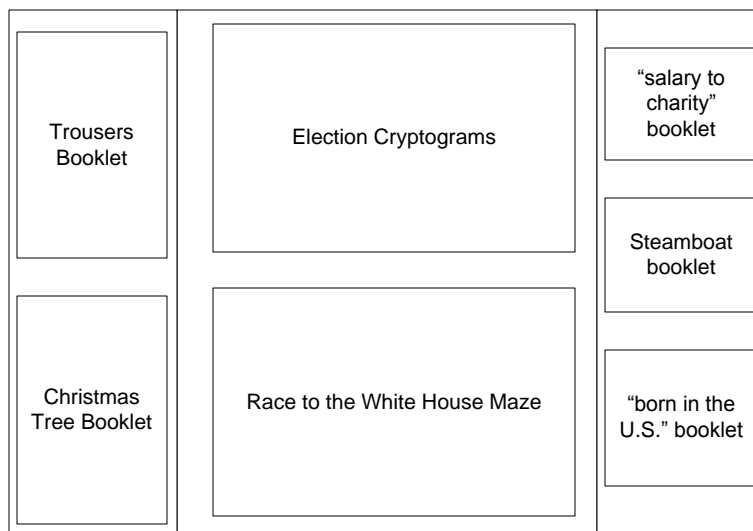 Trousers
Booklet
Christmas
Tree Booklet
Election Cryptograms
Race to the White House Maze
“salary to
charity”
booklet
Steamboat
booklet
“born in the
U.S.” booklet